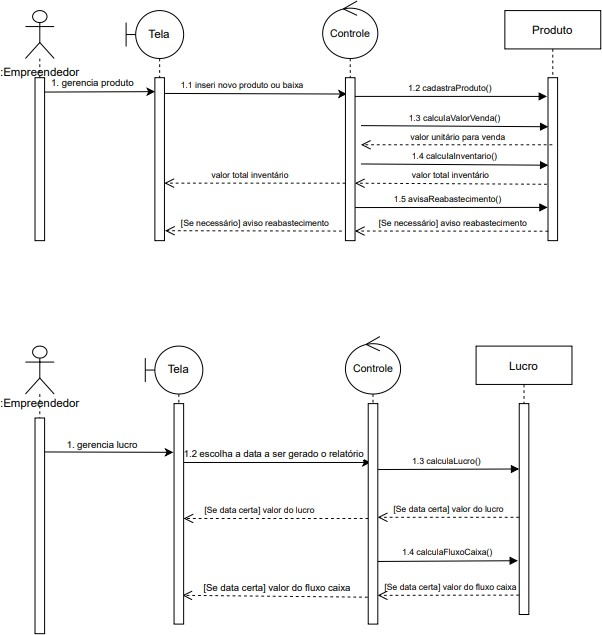 Tela
Controle
Produto
:Empreendedor
1. gerencia produto
1.1 inseri novo produto ou baixa
1.2 cadastraProduto()
1.3 calculaValorVenda()
valor unitário para venda
1.4 calculaInventario()
valor total inventário
valor total inventário
1.5 avisaReabastecimento()
[Se necessário] aviso reabastecimento
[Se necessário] aviso reabastecimento
Tela
Controle
Lucro
:Empreendedor
1. gerencia lucro
1.2 escolha a data a ser gerado o relatório
1.3 calculaLucro()
[Se data certa] valor do lucro
[Se data certa] valor do lucro
1.4 calculaFluxoCaixa()
[Se data certa] valor do fluxo caixa
[Se data certa] valor do fluxo caixa